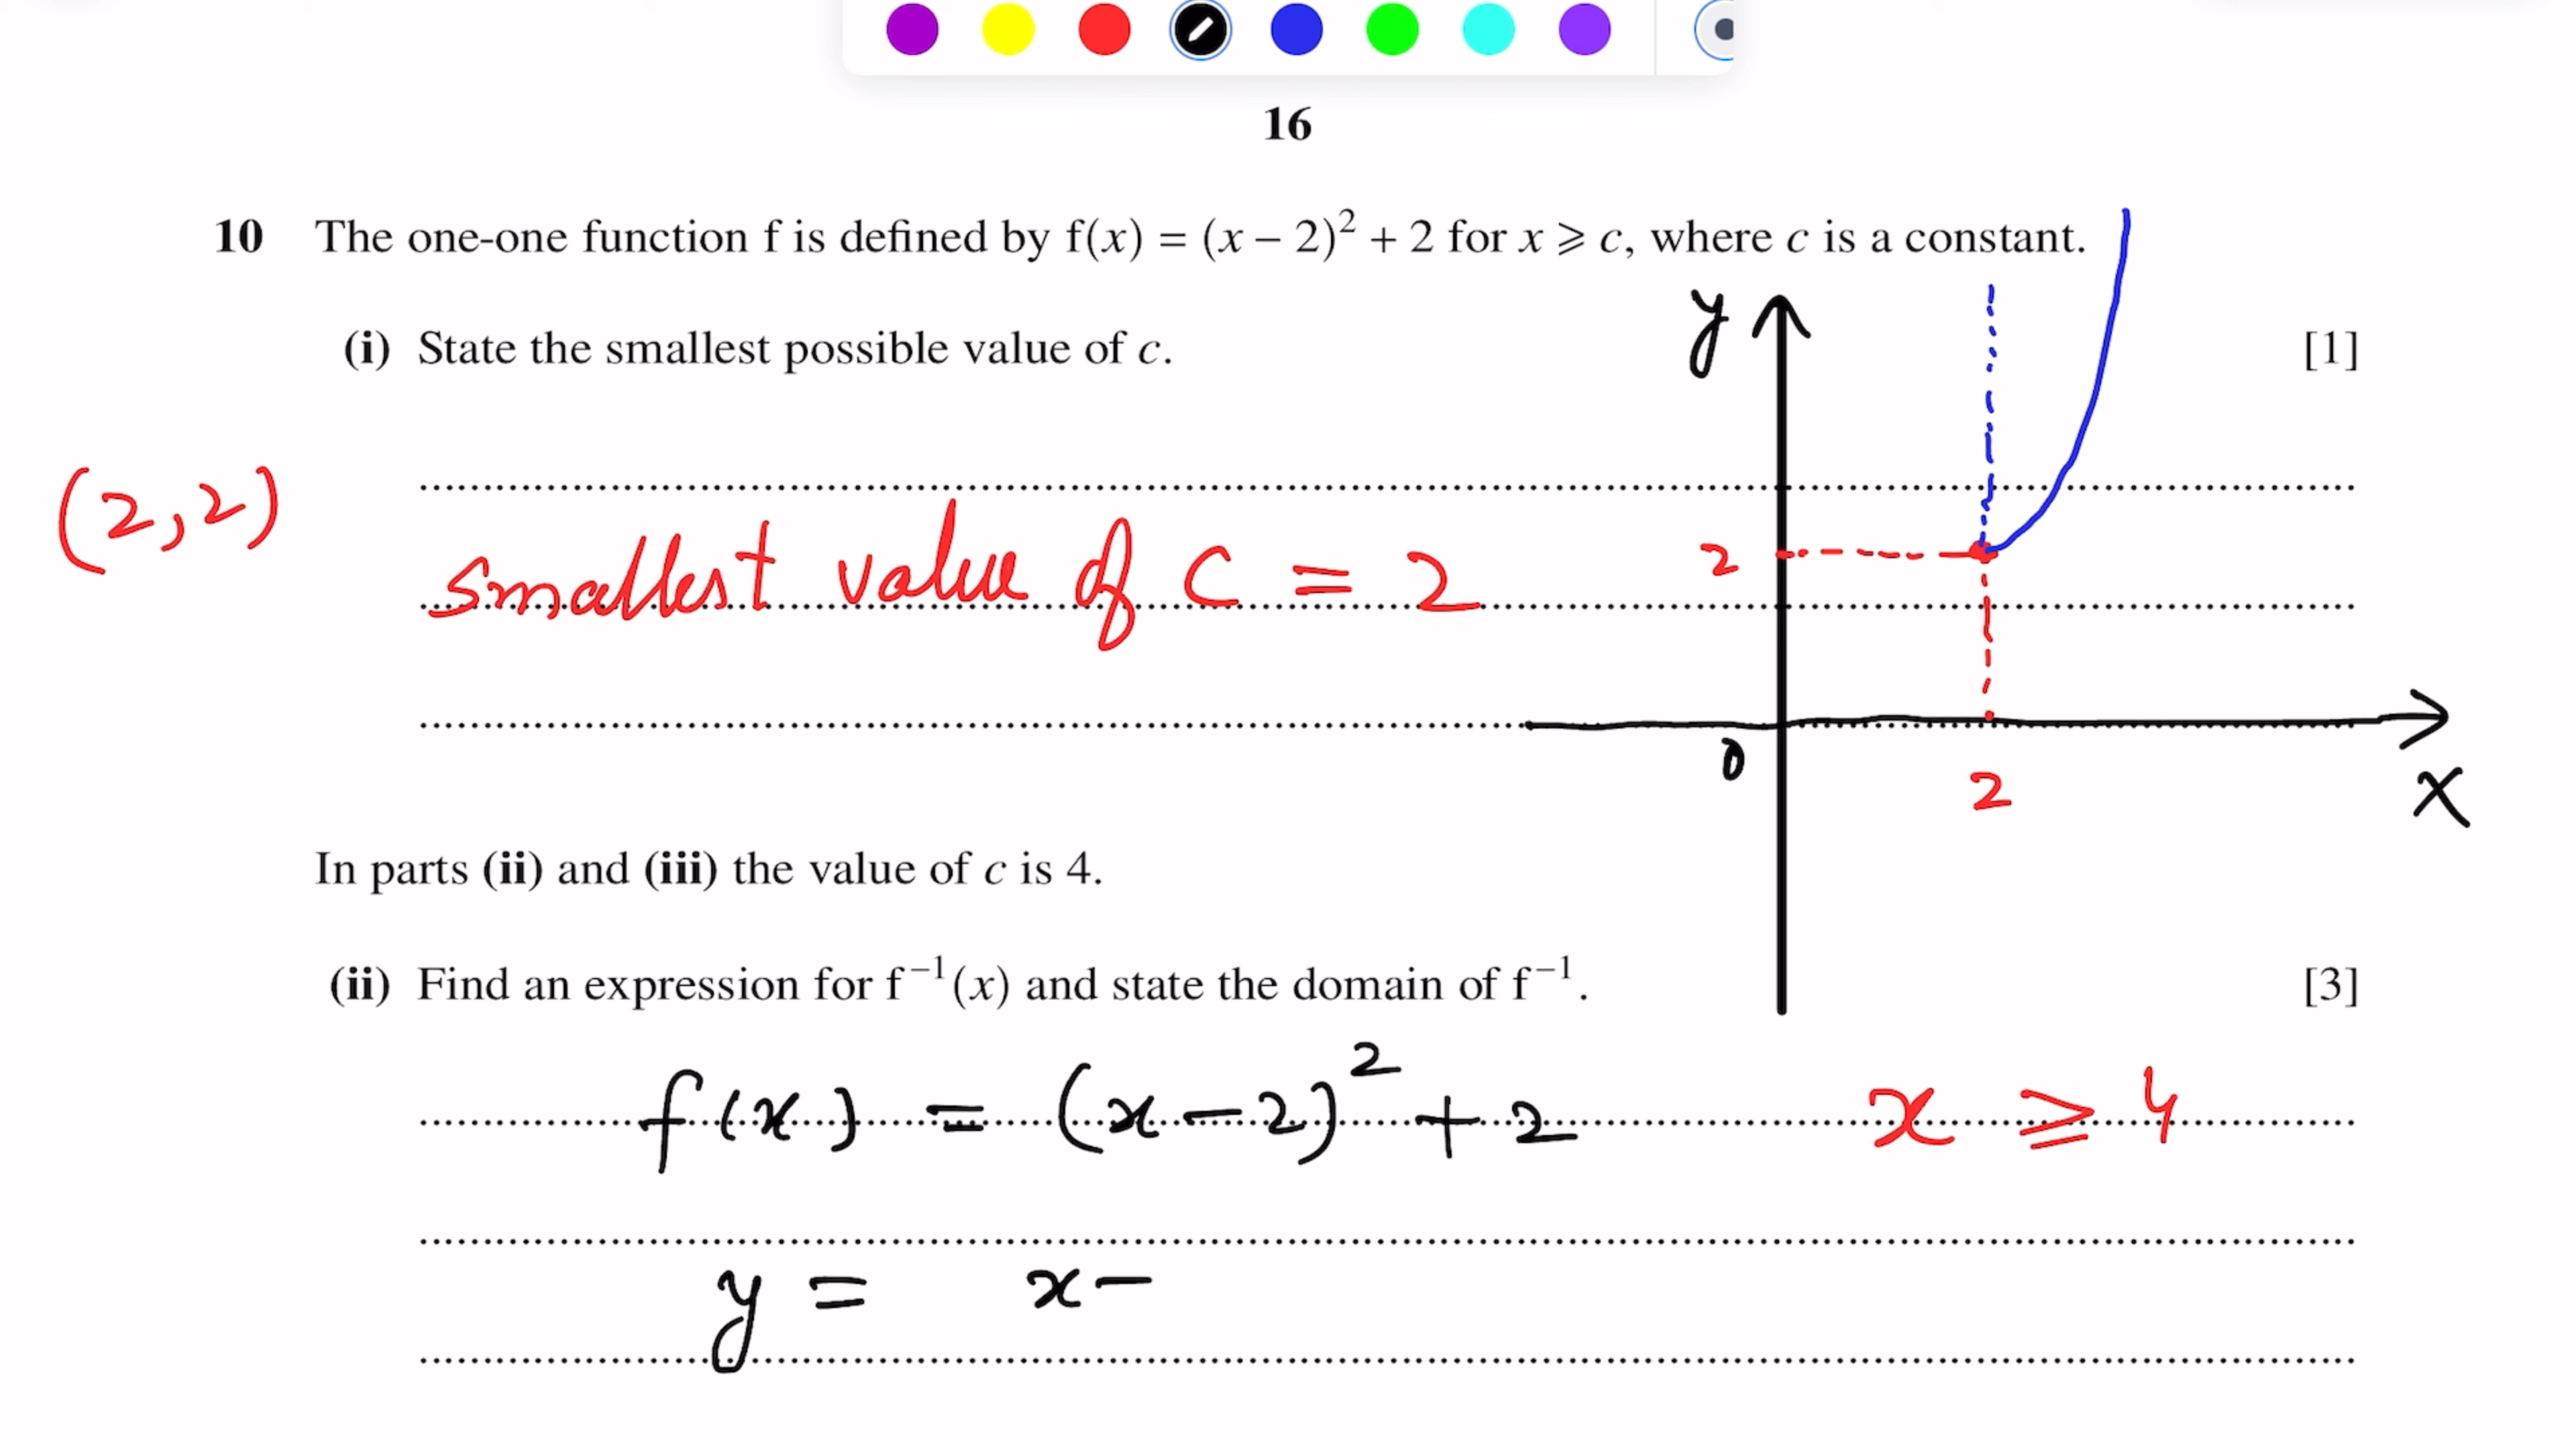 16
10 The one-one function f is defined by f(x) = (x − 2)² + 2 for x ⩾ c, where c is a constant.
y
(i) State the smallest possible value of c. [1]
(2,2)
smallest value of c = 2
2
0
2
x
In parts (ii) and (iii) the value of c is 4.
(ii) Find an expression for f⁻¹(x) and state the domain of f⁻¹. [3]
f(x) = (x−2)² + 2 x ⩾ 4
y = x−